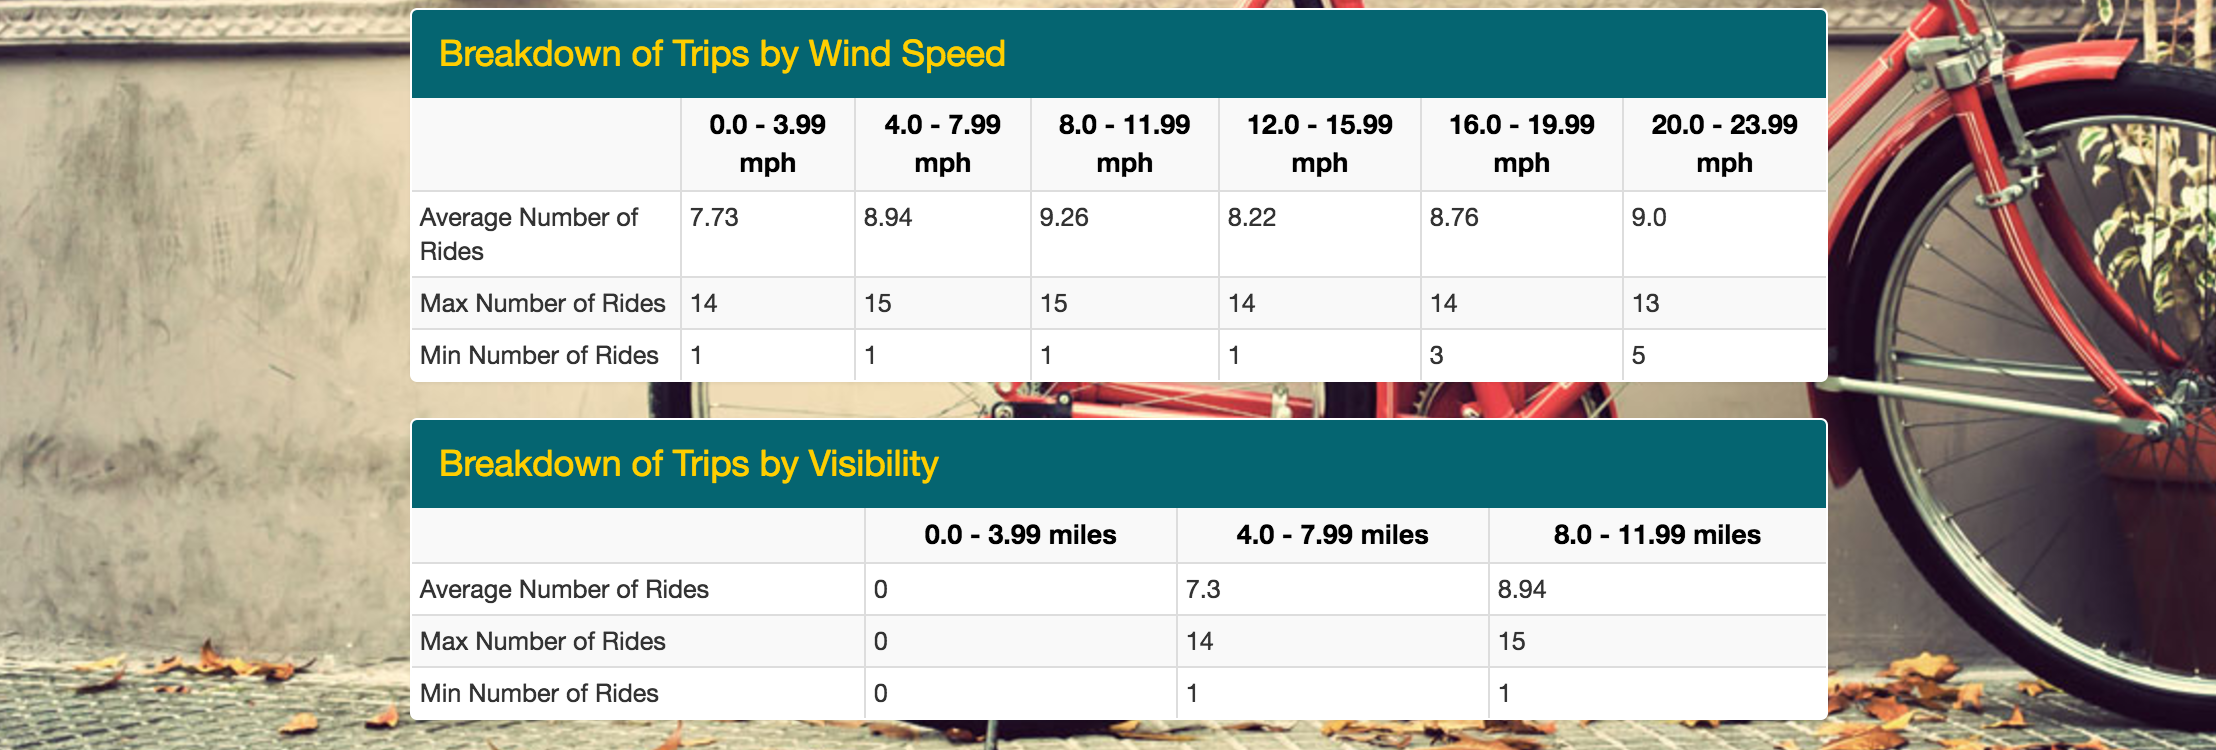 Breakdown of Trips by Wind Speed
0.0 - 3.99 mph 4.0 - 7.99 mph 8.0 - 11.99 mph 12.0 - 15.99 mph 16.0 - 19.99 mph 20.0 - 23.99 mph
Average Number of Rides 7.73 8.94 9.26 8.22 8.76 9.0
Max Number of Rides 14 15 15 14 14 13
Min Number of Rides 1 1 1 1 3 5
Breakdown of Trips by Visibility
0.0 - 3.99 miles 4.0 - 7.99 miles 8.0 - 11.99 miles
Average Number of Rides 0 7.3 8.94
Max Number of Rides 0 14 15
Min Number of Rides 0 1 1